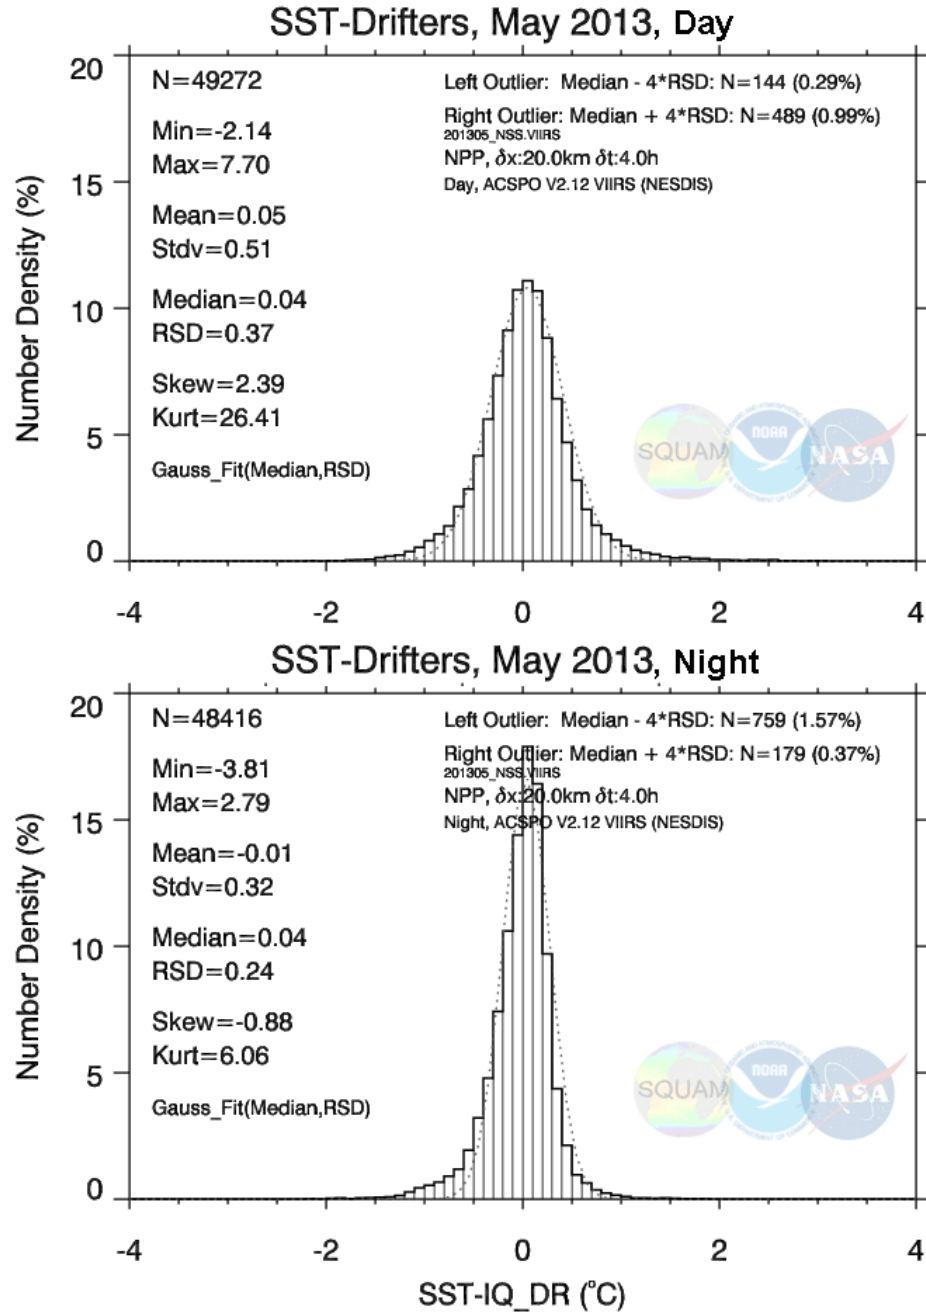 SST-Drifters, May 2013, Day
N=49272
Left Outlier: Median - 4*RSD: N=144 (0.29%)
Right Outlier: Median + 4*RSD: N=489 (0.99%)
201305_NSS.VIIRS
NPP, δx:20.0km δt:4.0h
Day, ACSPO V2.12 VIIRS (NESDIS)
Min=-2.14
Max=7.70
Mean=0.05
Stdv=0.51
Median=0.04
RSD=0.37
Skew=2.39
Kurt=26.41
Gauss_Fit(Median,RSD)
Number Density (%)
20
15
10
5
0
SQUAM
NOAA
NASA
-4 -2 0 2 4
SST-Drifters, May 2013, Night
N=48416
Left Outlier: Median - 4*RSD: N=759 (1.57%)
Right Outlier: Median + 4*RSD: N=179 (0.37%)
201305_NSS.VIIRS
NPP, δx:20.0km δt:4.0h
Night, ACSPO V2.12 VIIRS (NESDIS)
Min=-3.81
Max=2.79
Mean=-0.01
Stdv=0.32
Median=0.04
RSD=0.24
Skew=-0.88
Kurt=6.06
Gauss_Fit(Median,RSD)
Number Density (%)
20
15
10
5
0
SQUAM
NOAA
NASA
-4 -2 0 2 4
SST-IQ_DR (°C)